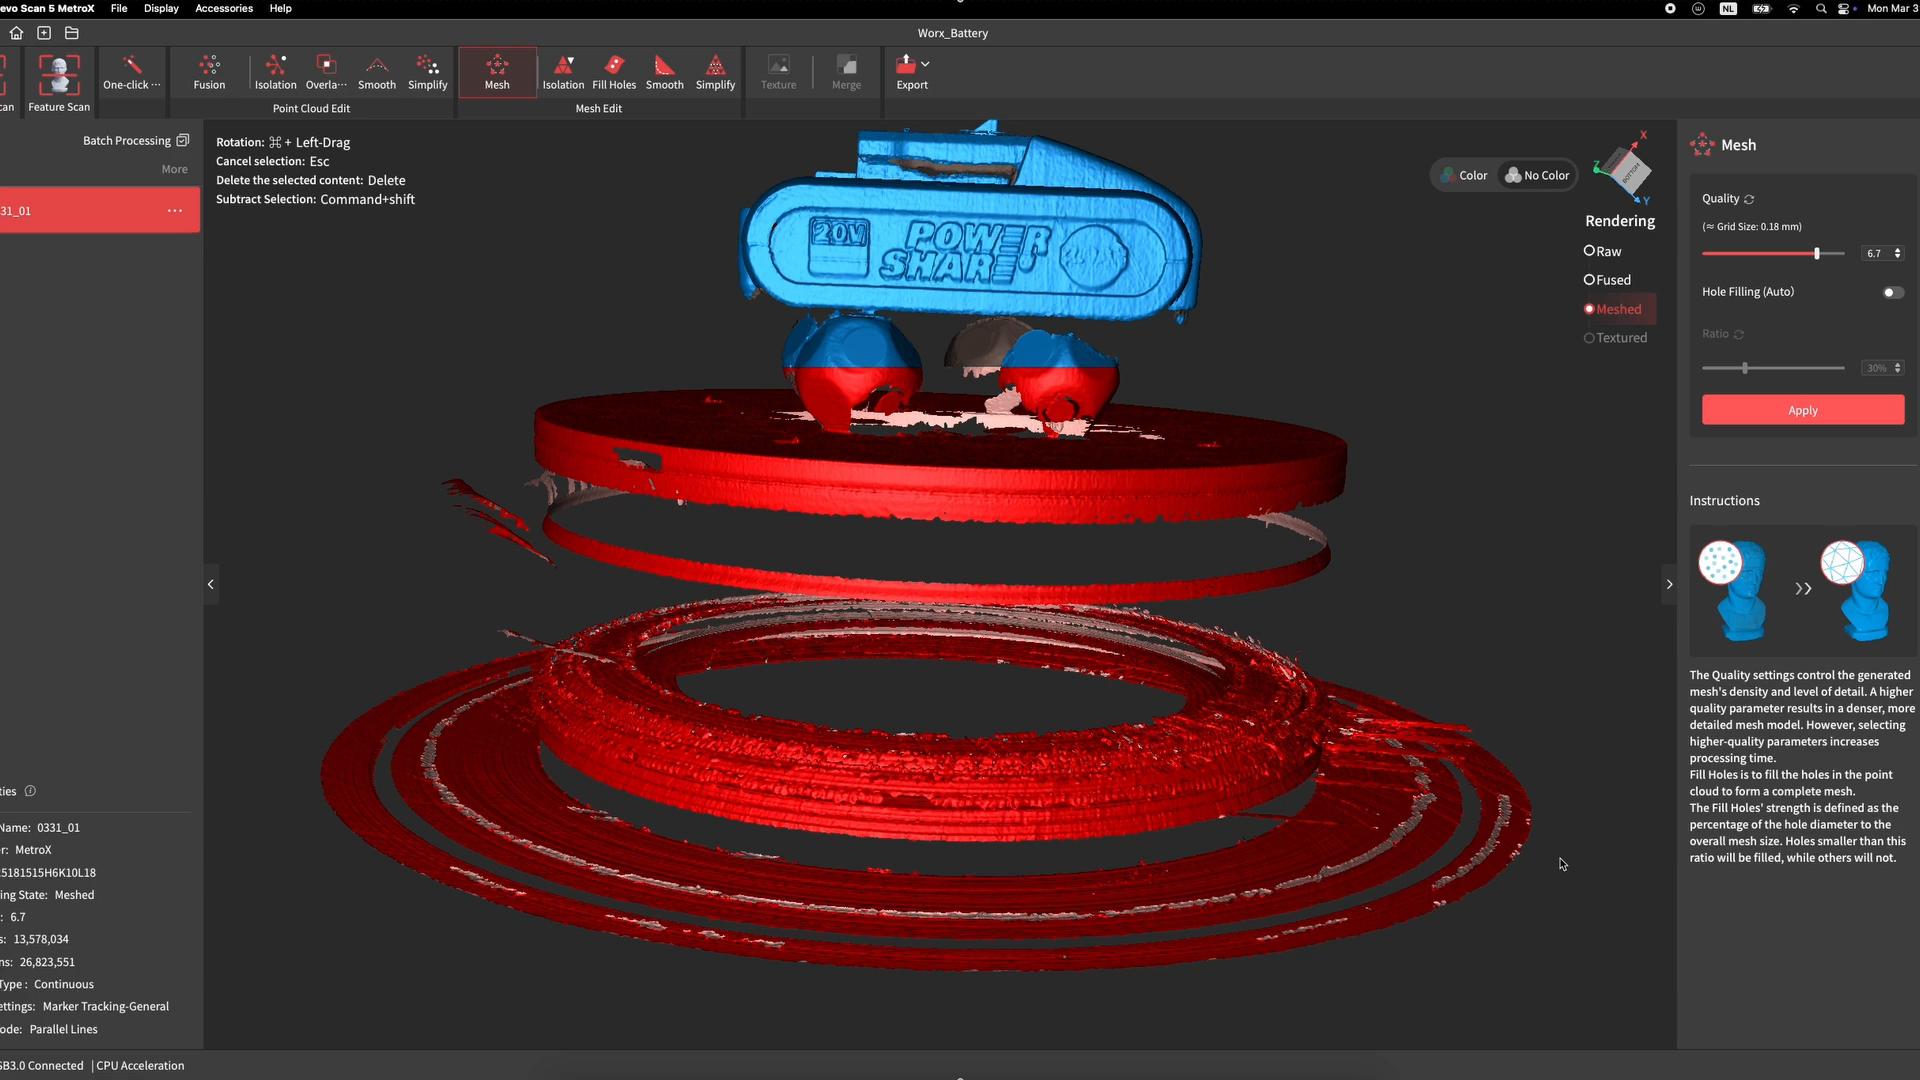 evo Scan 5 MetroX File Display Accessories Help NL Mon Mar 3
Worx_Battery
can
Feature Scan
One-click ···
Fusion
Isolation
Overla···
Smooth
Simplify
Point Cloud Edit
Mesh
Isolation
Fill Holes
Smooth
Simplify
Mesh Edit
Texture
Merge
Export
Batch Processing
More
31_01 ···
Rotation: ⌘ + Left-Drag
Cancel selection: Esc
Delete the selected content: Delete
Subtract Selection: Command+shift
20V
POWER
SHARE
Color
No Color
X
Z
BOTTOM
Y
Rendering
Raw
Fused
Meshed
Textured
Mesh
Quality
(≈ Grid Size: 0.18 mm)
6.7
Hole Filling (Auto)
Ratio
30%
Apply
Instructions
The Quality settings control the generated
mesh's density and level of detail. A higher
quality parameter results in a denser, more
detailed mesh model. However, selecting
higher-quality parameters increases
processing time.
Fill Holes is to fill the holes in the point
cloud to form a complete mesh.
The Fill Holes' strength is defined as the
percentage of the hole diameter to the
overall mesh size. Holes smaller than this
ratio will be filled, while others will not.
ties
Name: 0331_01
r: MetroX
5181515H6K10L18
ing State: Meshed
: 6.7
s: 13,578,034
ns: 26,823,551
Type : Continuous
ettings: Marker Tracking-General
ode: Parallel Lines
SB3.0 Connected | CPU Acceleration